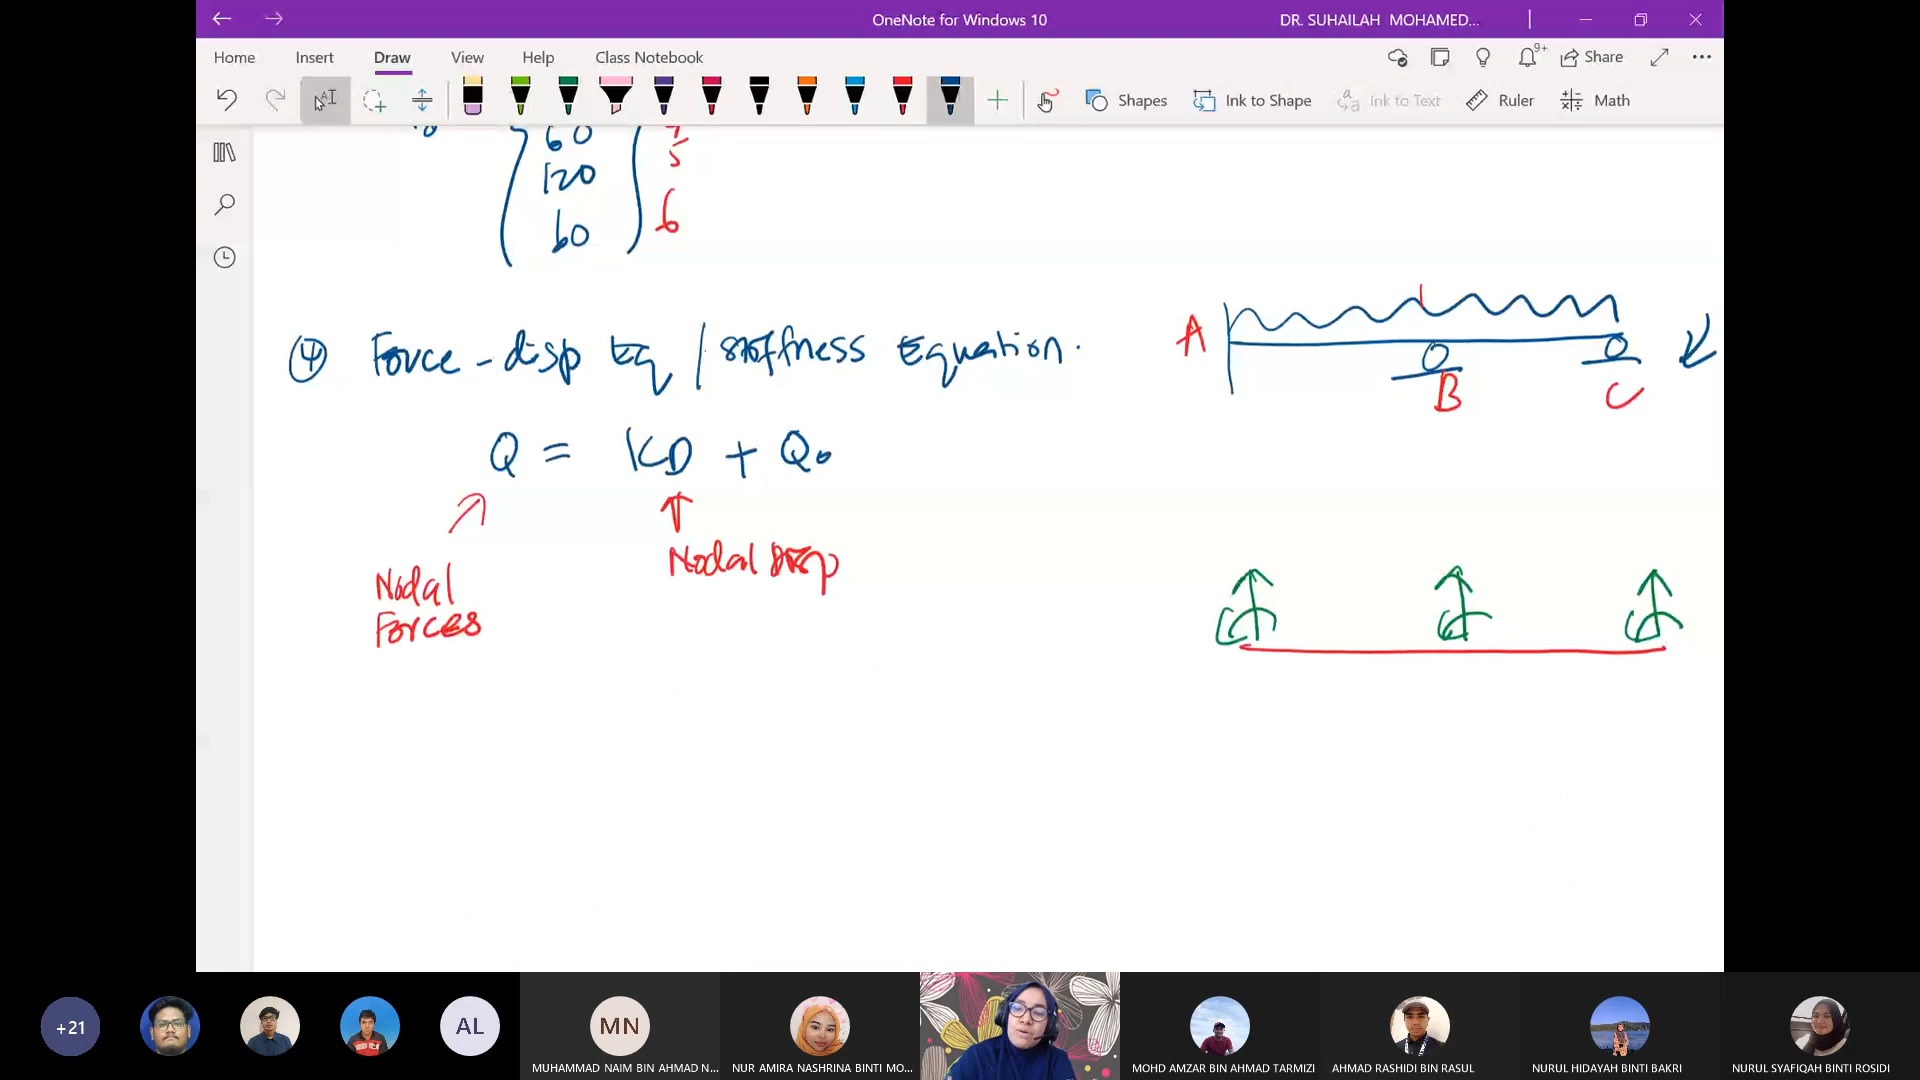 OneNote for Windows 10
DR. SUHAILAH MOHAMED...
Home Insert Draw View Help Class Notebook
9+ Share
Shapes Ink to Shape Ink to Text Ruler Math
60
120
60
5
6
④ Force-disp Eq / stiffness Equation.
A
B
C
Q = KD + Q₀
Nodal disp
Nodal
Forces
+21
AL
MN
MUHAMMAD NAIM BIN AHMAD N...
NUR AMIRA NASHRINA BINTI MO...
MOHD AMZAR BIN AHMAD TARMIZI
AHMAD RASHIDI BIN RASUL
NURUL HIDAYAH BINTI BAKRI
NURUL SYAFIQAH BINTI ROSIDI